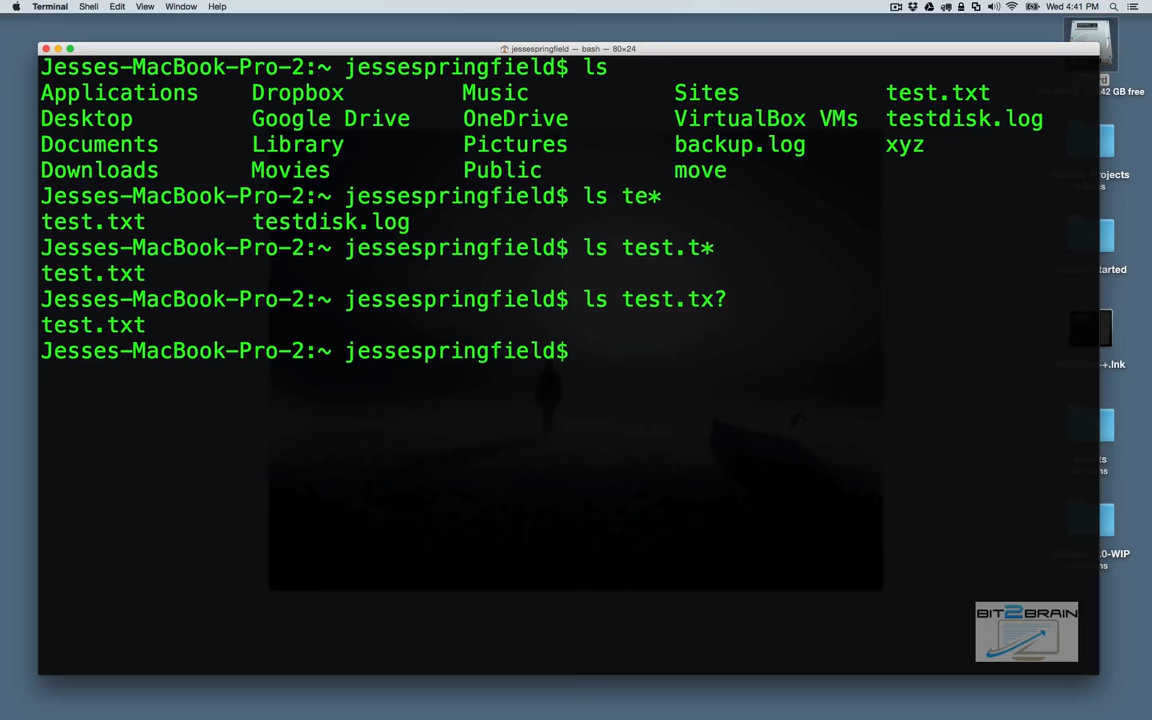 Terminal Shell Edit View Window Help Wed 4:41 PM
jessespringfield — bash — 80×24
Jesses-MacBook-Pro-2:~ jessespringfield$ ls
Applications Dropbox Music Sites test.txt
Desktop Google Drive OneDrive VirtualBox VMs testdisk.log
Documents Library Pictures backup.log xyz
Downloads Movies Public move
Jesses-MacBook-Pro-2:~ jessespringfield$ ls te*
test.txt testdisk.log
Jesses-MacBook-Pro-2:~ jessespringfield$ ls test.t*
test.txt
Jesses-MacBook-Pro-2:~ jessespringfield$ ls test.tx?
test.txt
Jesses-MacBook-Pro-2:~ jessespringfield$
42 GB free
BIT2BRAIN